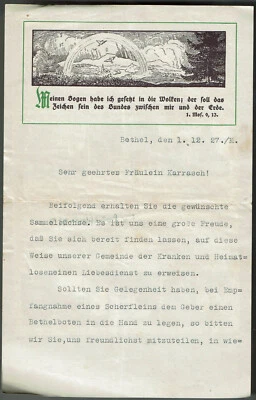 Meinen Bogen habe ich gesetzt in die Wolken; der soll das
Zeichen sein des Bundes zwischen mir und der Erde.
1. Mos. 9, 13.
Bethel, den 1. 12. 27./M.
Sehr geehrtes Fräulein Karrasch!
Beifolgend erhalten Sie die gewünschte
Sammelbüchse. Es ist uns eine große Freude,
daß Sie sich bereit finden lassen, auf diese
Weise unserer Gemeinde der Kranken und Heimat=
loseneinen Liebesdienst zu erweisen.
Sollten Sie Gelegenheit haben, bei Emp=
fangnahme eines Scherfleins dem Geber einen
Bethelboten in die Hand zu legen, so bitten
wir Sie,uns freundlichst mitzuteilen, in wie=